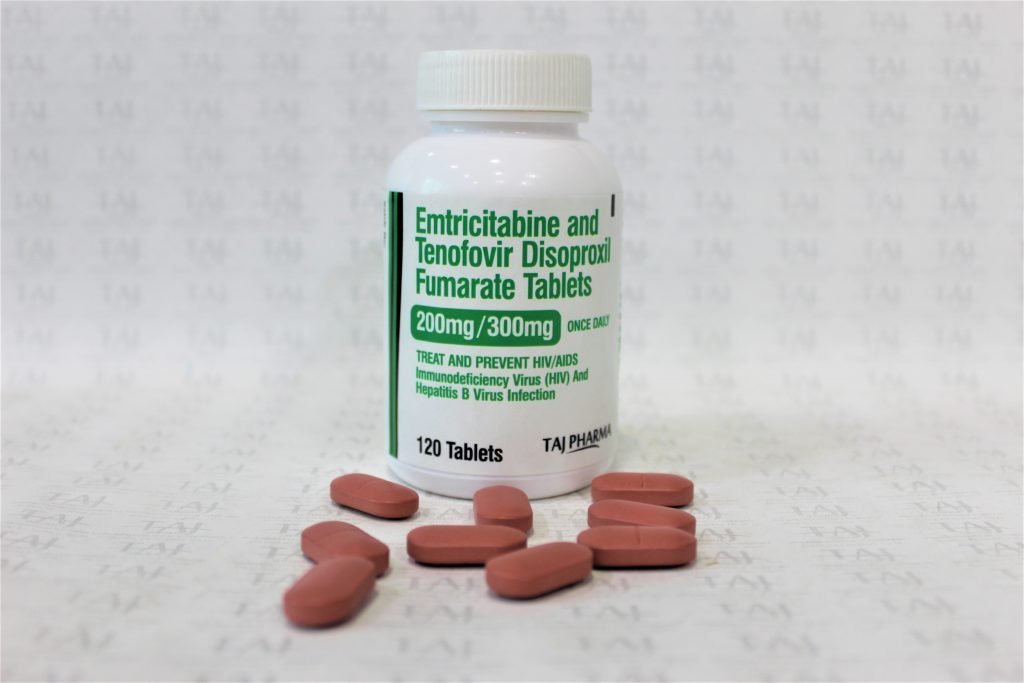 Emtricitabine and
Tenofovir Disoproxil
Fumarate Tablets
200mg/300mg ONCE DAILY
TREAT AND PREVENT HIV/AIDS
Immunodeficiency Virus (HIV) And
Hepatitis B Virus Infection
120 Tablets TAJ PHARMA